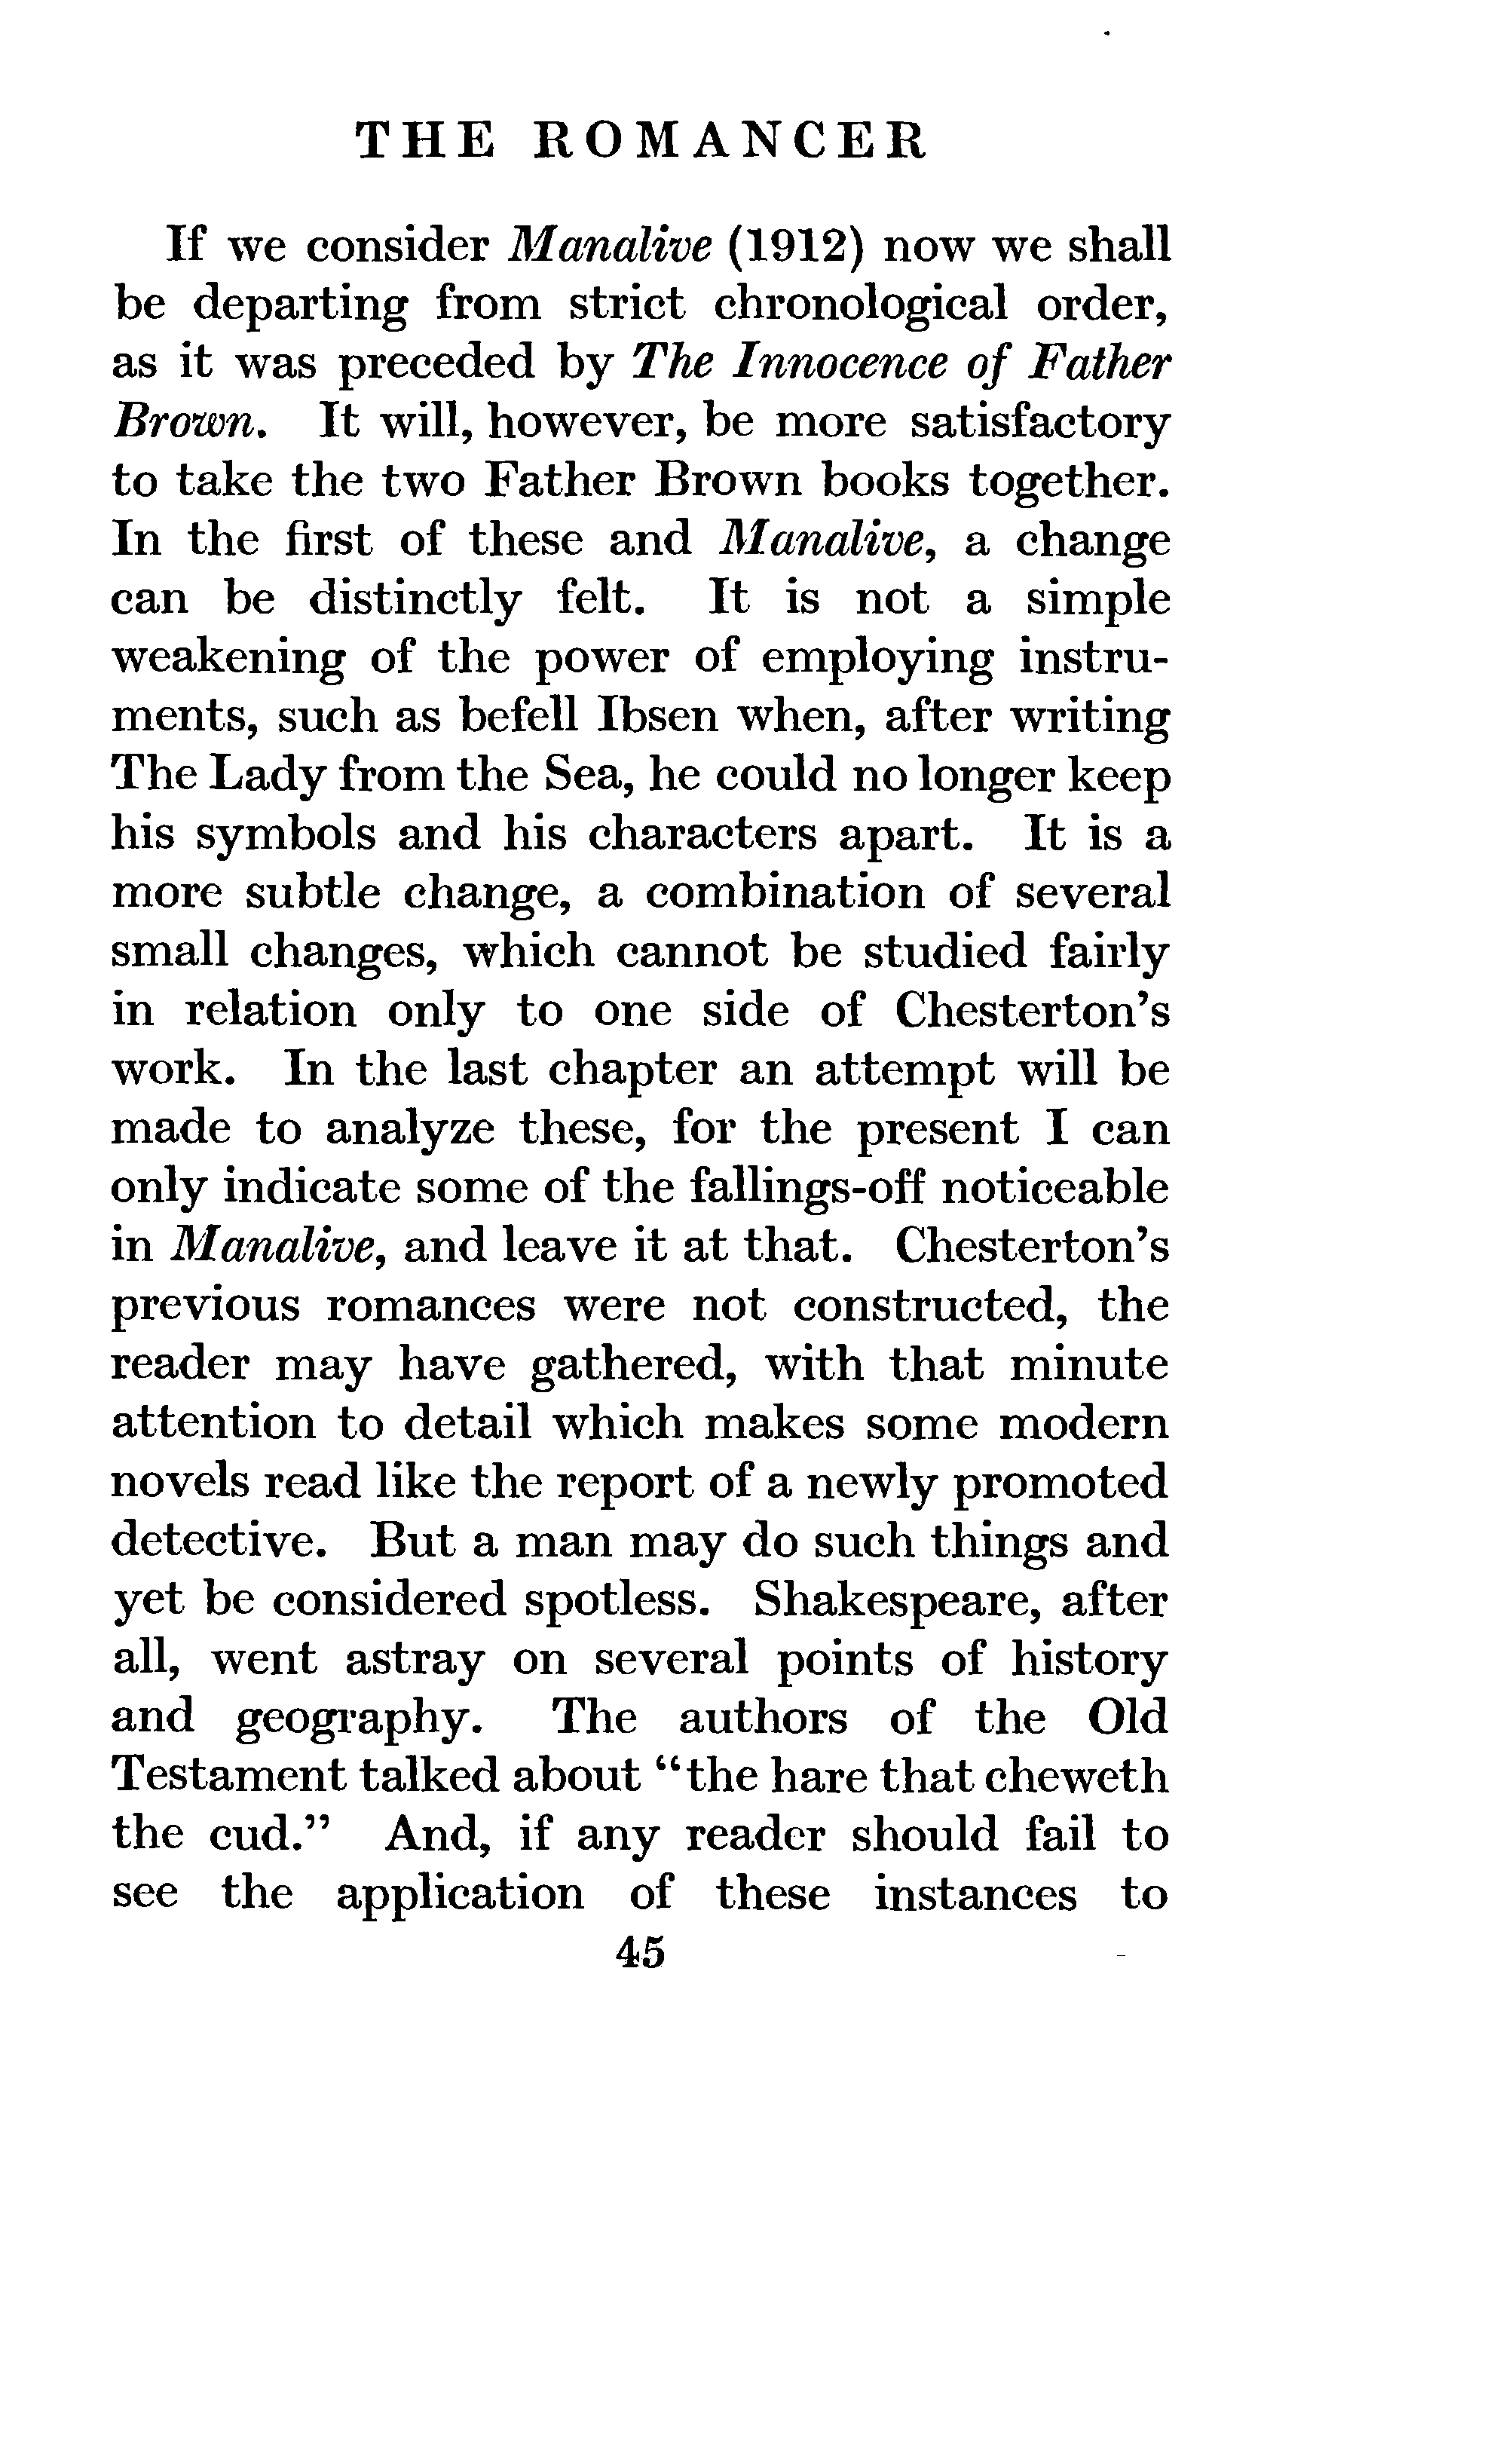 THE ROMANCER
If we consider Manalive (1912) now we shall
be departing from strict chronological order,
as it was preceded by The Innocence of Father
Brown. It will, however, be more satisfactory
to take the two Father Brown books together.
In the first of these and Manalive, a change
can be distinctly felt. It is not a simple
weakening of the power of employing instru-
ments, such as befell Ibsen when, after writing
The Lady from the Sea, he could no longer keep
his symbols and his characters apart. It is a
more subtle change, a combination of several
small changes, which cannot be studied fairly
in relation only to one side of Chesterton's
work. In the last chapter an attempt will be
made to analyze these, for the present I can
only indicate some of the fallings-off noticeable
in Manalive, and leave it at that. Chesterton's
previous romances were not constructed, the
reader may have gathered, with that minute
attention to detail which makes some modern
novels read like the report of a newly promoted
detective. But a man may do such things and
yet be considered spotless. Shakespeare, after
all, went astray on several points of history
and geography. The authors of the Old
Testament talked about "the hare that cheweth
the cud." And, if any reader should fail to
see the application of these instances to
45